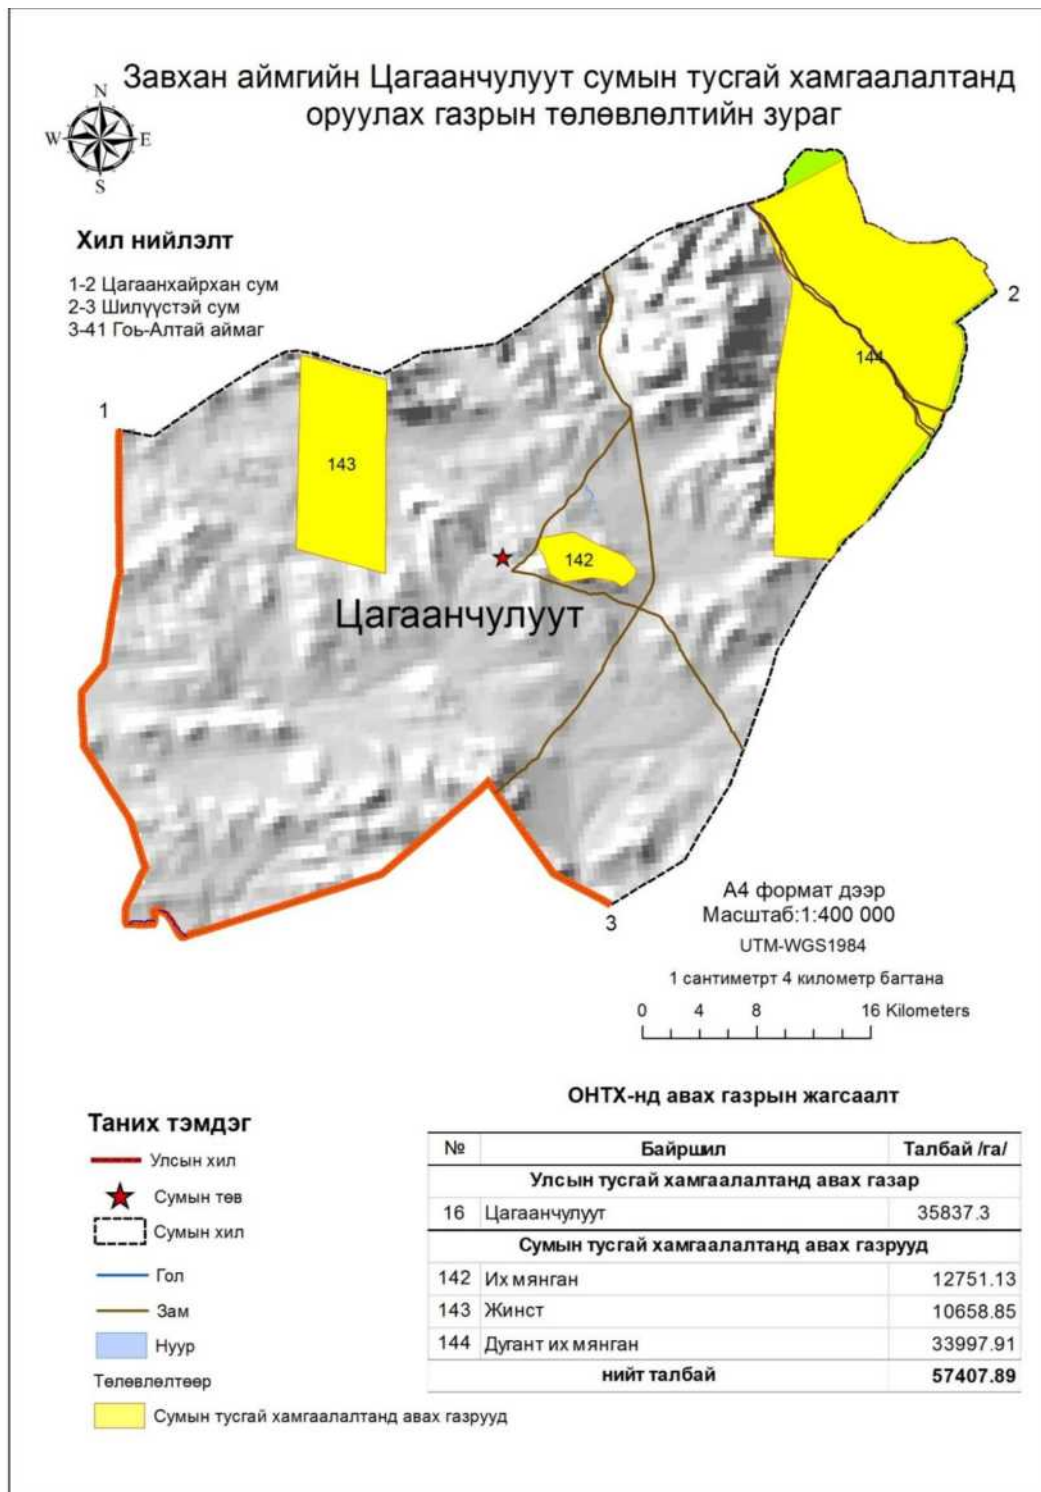 Завхан аймгийн Цагаанчулуут сумын тусгай хамгаалалтанд
оруулах газрын төлөвлөлтийн зураг
N
W E
S
Хил нийлэлт
1-2 Цагаанхайрхан сум
2-3 Шилүүстэй сум
3-41 Гоь-Алтай аймаг
1
2
143
144
142
Цагаанчулуут
3
А4 формат дээр
Масштаб:1:400 000
UTM-WGS1984
1 сантиметрт 4 километр багтана
0 4 8 16 Kilometers
ОНТХ-нд авах газрын жагсаалт
№ Байршил Талбай /га/
Улсын тусгай хамгаалалтанд авах газар
16 Цагаанчулуут 35837.3
Сумын тусгай хамгаалалтанд авах газрууд
142 Их мянган 12751.13
143 Жинст 10658.85
144 Дугант их мянган 33997.91
нийт талбай 57407.89
Таних тэмдэг
Улсын хил
Сумын төв
Сумын хил
Гол
Зам
Нуур
Төлөвлөлтөөр
Сумын тусгай хамгаалалтанд авах газрууд